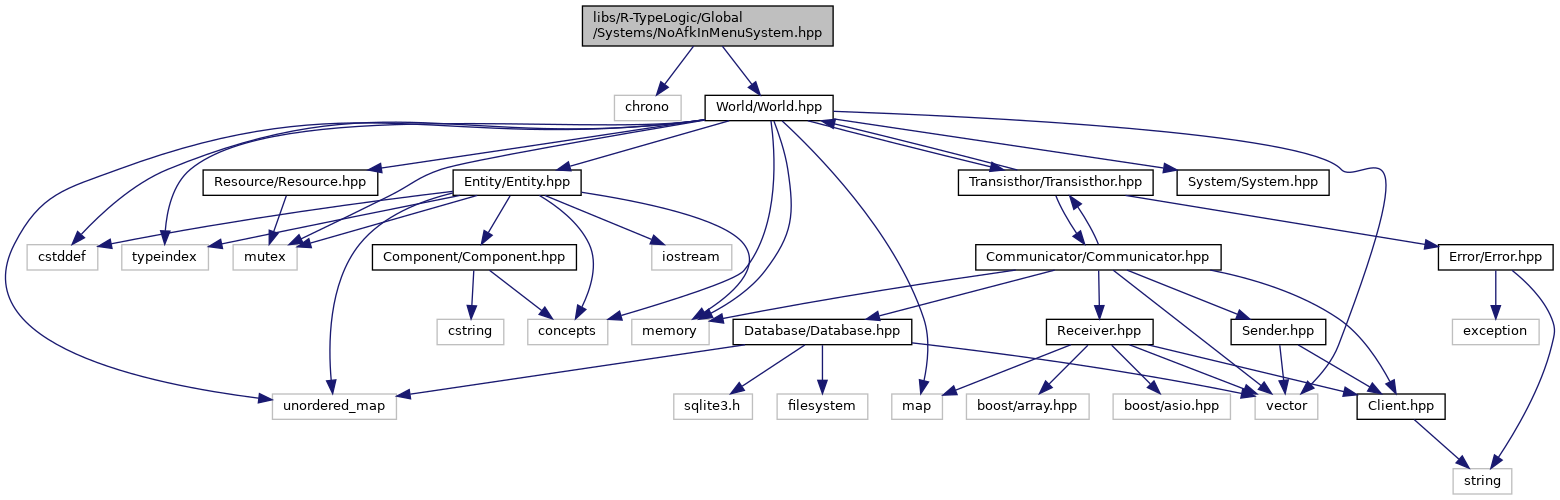 libs/R-TypeLogic/Global
/Systems/NoAfkInMenuSystem.hpp
chrono
World/World.hpp
Resource/Resource.hpp
Entity/Entity.hpp
Transisthor/Transisthor.hpp
System/System.hpp
cstddef
typeindex
mutex
Component/Component.hpp
iostream
Communicator/Communicator.hpp
Error/Error.hpp
cstring
concepts
memory
Database/Database.hpp
Receiver.hpp
Sender.hpp
exception
unordered_map
sqlite3.h
filesystem
map
boost/array.hpp
boost/asio.hpp
vector
Client.hpp
string